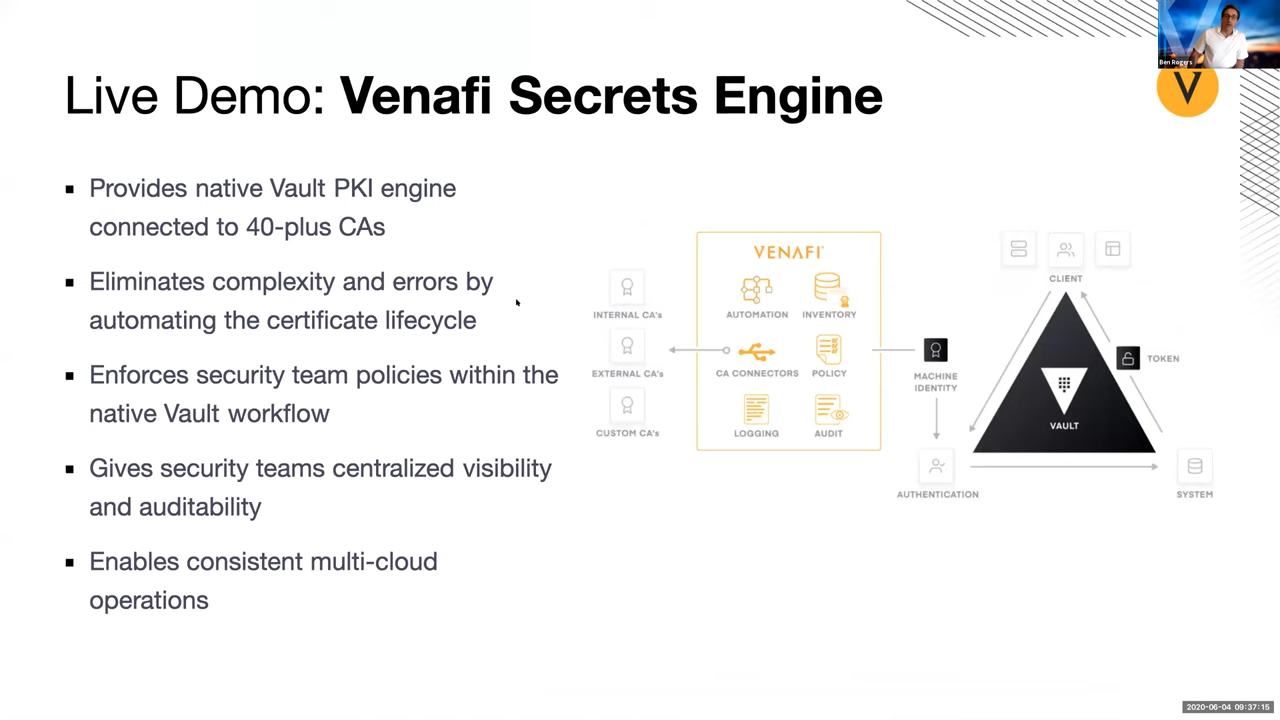 Ben Rogers
Live Demo: Venafi Secrets Engine
V
▪ Provides native Vault PKI engine
connected to 40-plus CAs
▪ Eliminates complexity and errors by
automating the certificate lifecycle
▪ Enforces security team policies within the
native Vault workflow
▪ Gives security teams centralized visibility
and auditability
▪ Enables consistent multi-cloud
operations
INTERNAL CA's
EXTERNAL CA's
CUSTOM CA's
VENAFI
AUTOMATION
INVENTORY
CA CONNECTORS
POLICY
LOGGING
AUDIT
MACHINE
IDENTITY
AUTHENTICATION
CLIENT
TOKEN
VAULT
SYSTEM
2020-06-04 09:37:15